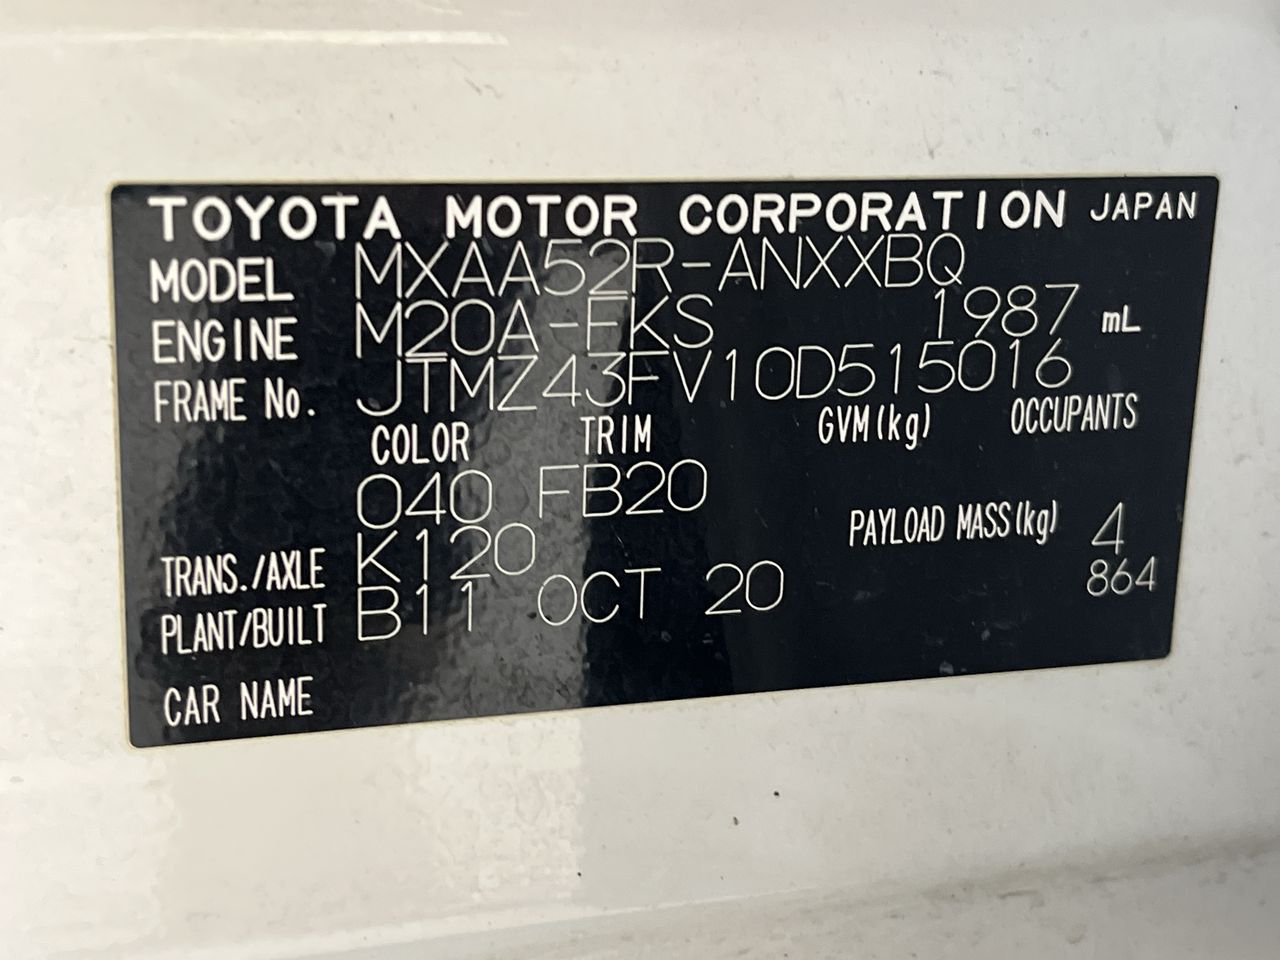 TOYOTA MOTOR CORPORATION JAPAN
MODEL MXAA52R-ANXXBQ
ENGINE M20A-FKS 1987 mL
FRAME No. JTMZ43FV10D515016
COLOR TRIM GVM(kg) OCCUPANTS
040 FB20
PAYLOAD MASS(kg) 4
TRANS./AXLE K120
864
PLANT/BUILT B11 OCT 20
CAR NAME